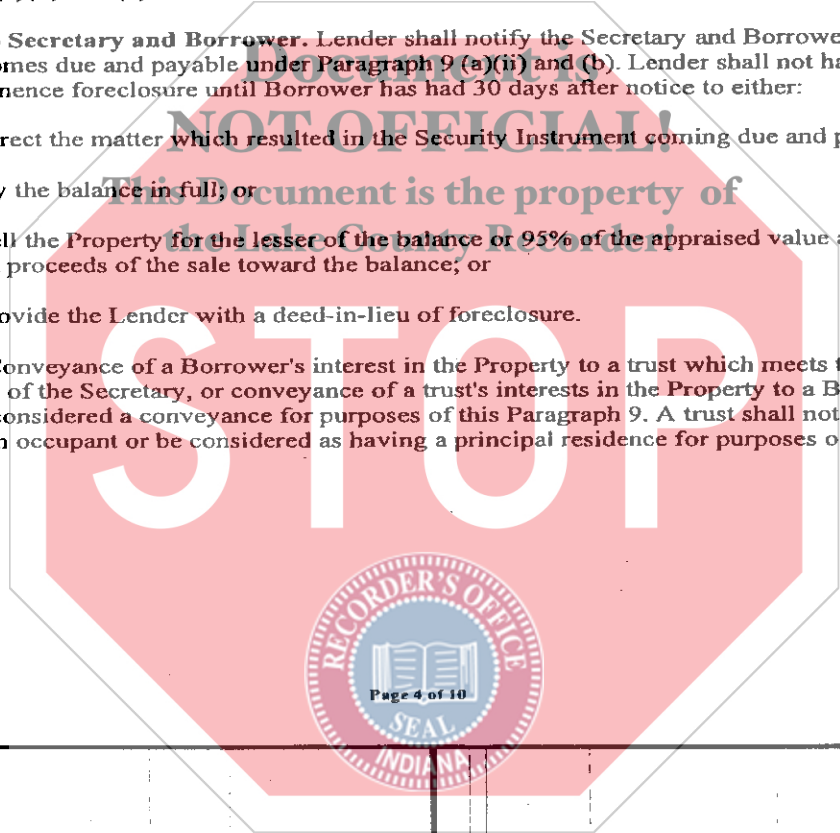 Secretary and Borrower. Lender shall notify the Secretary and Borrowe
omes due and payable under Paragraph 9 (a)(ii) and (b). Lender shall not ha
nence foreclosure until Borrower has had 30 days after notice to either:
rect the matter which resulted in the Security Instrument coming due and p
y the balance in full; or
ell the Property for the lesser of the balance or 95% of the appraised value a
proceeds of the sale toward the balance; or
ovide the Lender with a deed-in-lieu of foreclosure.
Conveyance of a Borrower's interest in the Property to a trust which meets t
of the Secretary, or conveyance of a trust's interests in the Property to a B
considered a conveyance for purposes of this Paragraph 9. A trust shall not
n occupant or be considered as having a principal residence for purposes o
Document is
NOT OFFICIAL!
This Document is the property of
the Lake County Recorder!
STOP
RECORDER'S OFFICE
Page 4 of 10
SEAL
INDIANA